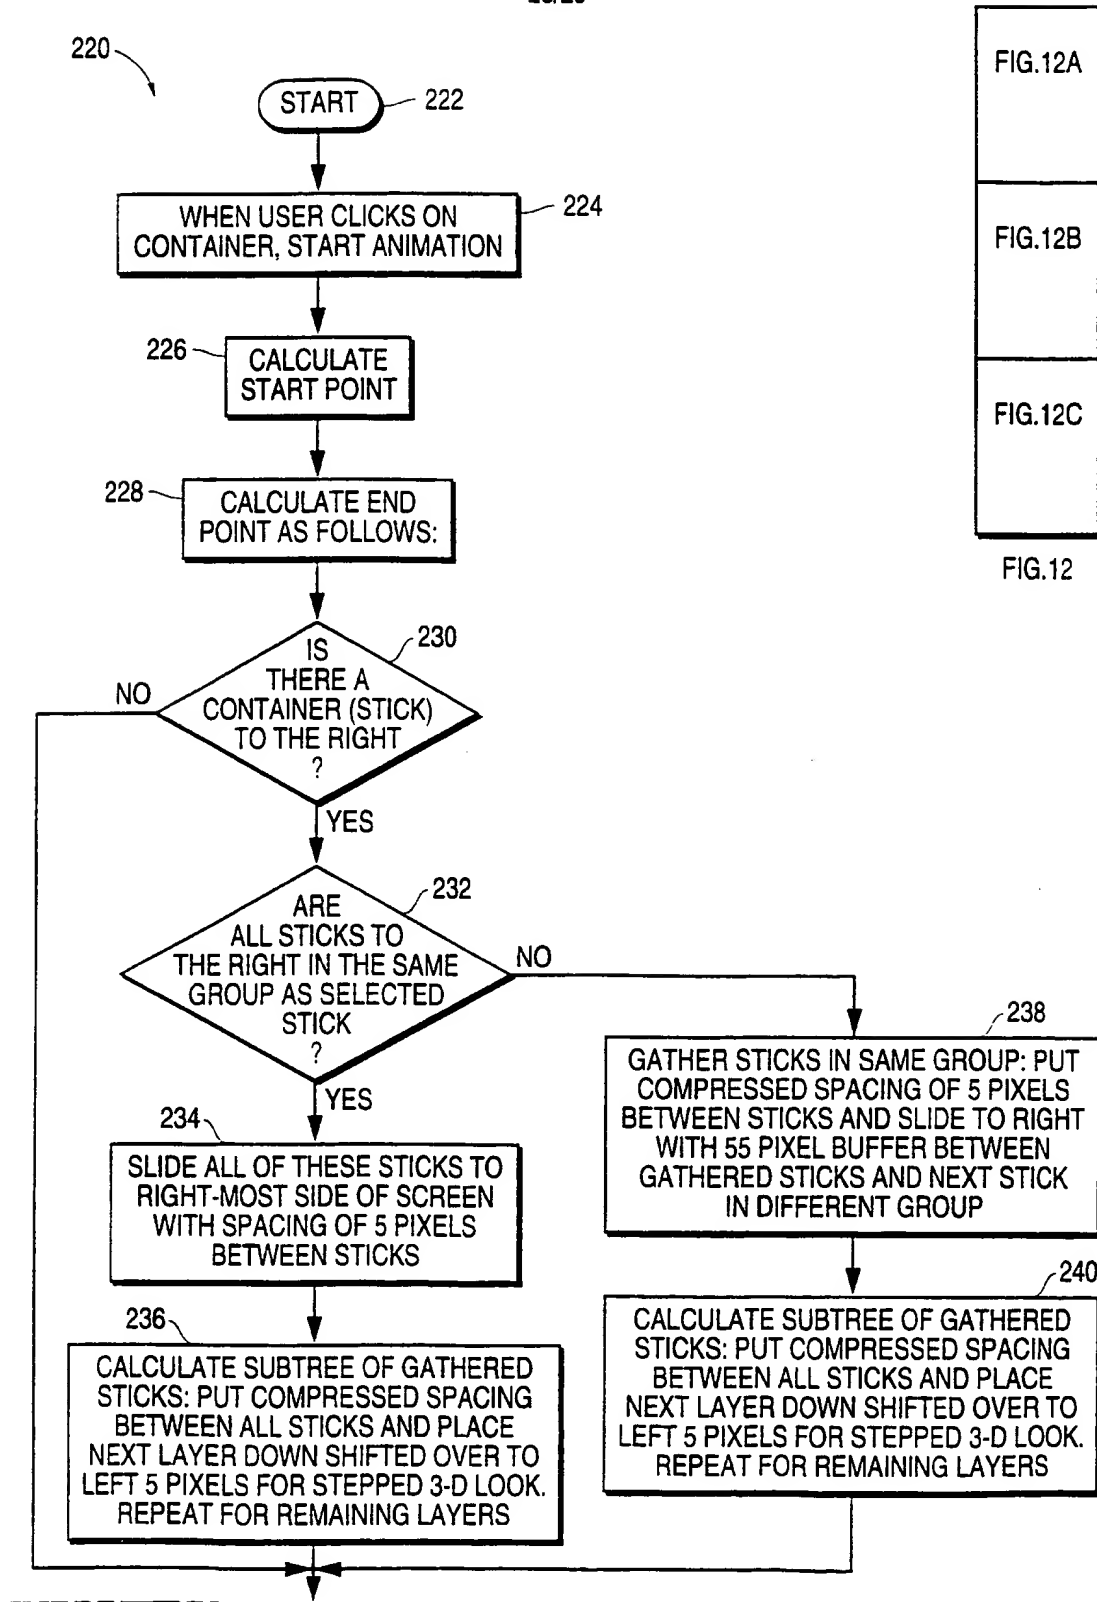 220
START
222
WHEN USER CLICKS ON
CONTAINER, START ANIMATION
224
226
CALCULATE
START POINT
228
CALCULATE END
POINT AS FOLLOWS:
230
IS
THERE A
CONTAINER (STICK)
TO THE RIGHT
?
NO
YES
232
ARE
ALL STICKS TO
THE RIGHT IN THE SAME
GROUP AS SELECTED
STICK
?
NO
YES
234
SLIDE ALL OF THESE STICKS TO
RIGHT-MOST SIDE OF SCREEN
WITH SPACING OF 5 PIXELS
BETWEEN STICKS
236
CALCULATE SUBTREE OF GATHERED
STICKS: PUT COMPRESSED SPACING
BETWEEN ALL STICKS AND PLACE
NEXT LAYER DOWN SHIFTED OVER TO
LEFT 5 PIXELS FOR STEPPED 3-D LOOK.
REPEAT FOR REMAINING LAYERS
238
GATHER STICKS IN SAME GROUP: PUT
COMPRESSED SPACING OF 5 PIXELS
BETWEEN STICKS AND SLIDE TO RIGHT
WITH 55 PIXEL BUFFER BETWEEN
GATHERED STICKS AND NEXT STICK
IN DIFFERENT GROUP
240
CALCULATE SUBTREE OF GATHERED
STICKS: PUT COMPRESSED SPACING
BETWEEN ALL STICKS AND PLACE
NEXT LAYER DOWN SHIFTED OVER TO
LEFT 5 PIXELS FOR STEPPED 3-D LOOK.
REPEAT FOR REMAINING LAYERS
FIG.12A
FIG.12B
FIG.12C
FIG.12